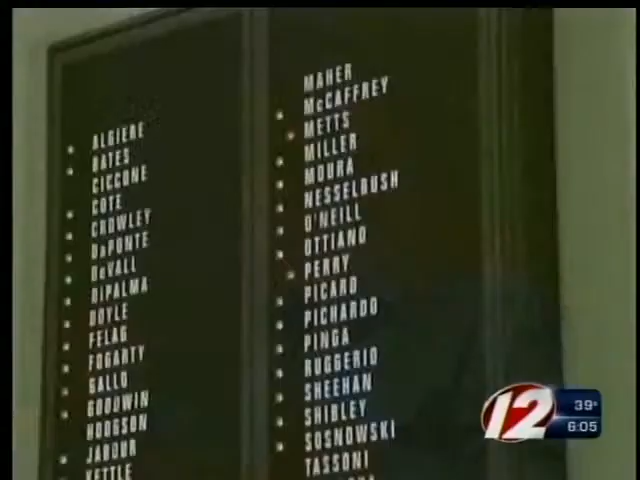 ALGIERE
BATES
CICCONE
COTE
CROWLEY
DaPONTE
DeVALL
DIPALMA
DOYLE
FELAG
FOGARTY
GALLO
GOODWIN
HODGSON
JABOUR
KETTLE
MAHER
McCAFFREY
METTS
MILLER
MOURA
NESSELBUSH
O'NEILL
OTTIANO
PERRY
PICARD
PICHARDO
PINGA
RUGGERIO
SHEEHAN
SHIBLEY
SOSNOWSKI
TASSONI
12
39°
6:05